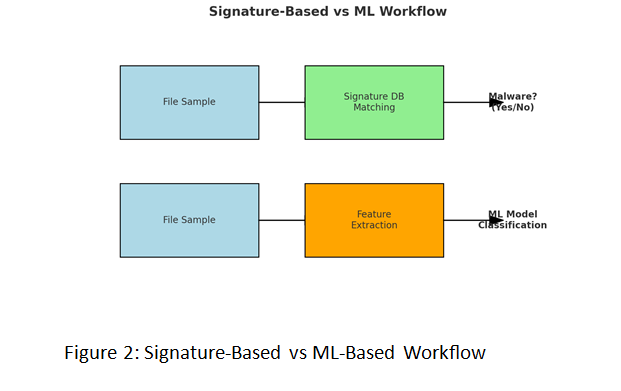 Signature-Based vs ML Workflow
File Sample
Signature DB
Matching
Malware?
(Yes/No)
File Sample
Feature
Extraction
ML Model
Classification
Figure 2: Signature-Based vs ML-Based Workflow